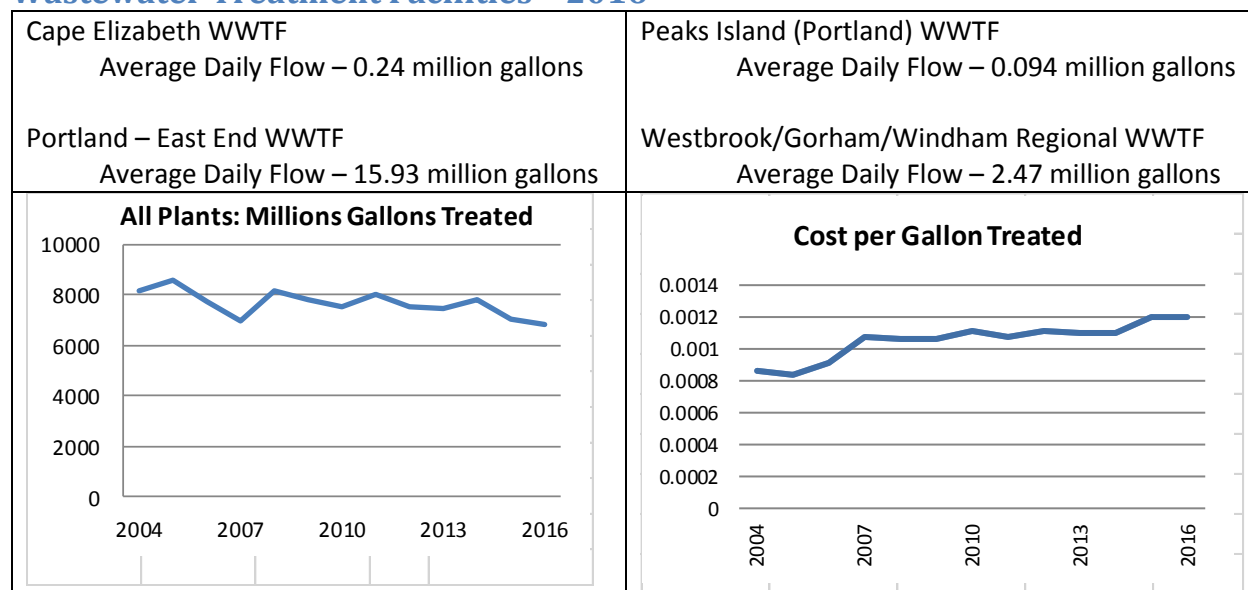 Wastewater Treatment Facilities – 2016
Cape Elizabeth WWTF
Average Daily Flow – 0.24 million gallons
Portland – East End WWTF
Average Daily Flow – 15.93 million gallons
Peaks Island (Portland) WWTF
Average Daily Flow – 0.094 million gallons
Westbrook/Gorham/Windham Regional WWTF
Average Daily Flow – 2.47 million gallons
All Plants: Millions Gallons Treated
10000
8000
6000
4000
2000
0
2004 2007 2010 2013 2016
Cost per Gallon Treated
0.0014
0.0012
0.001
0.0008
0.0006
0.0004
0.0002
0
2004 2007 2010 2013 2016